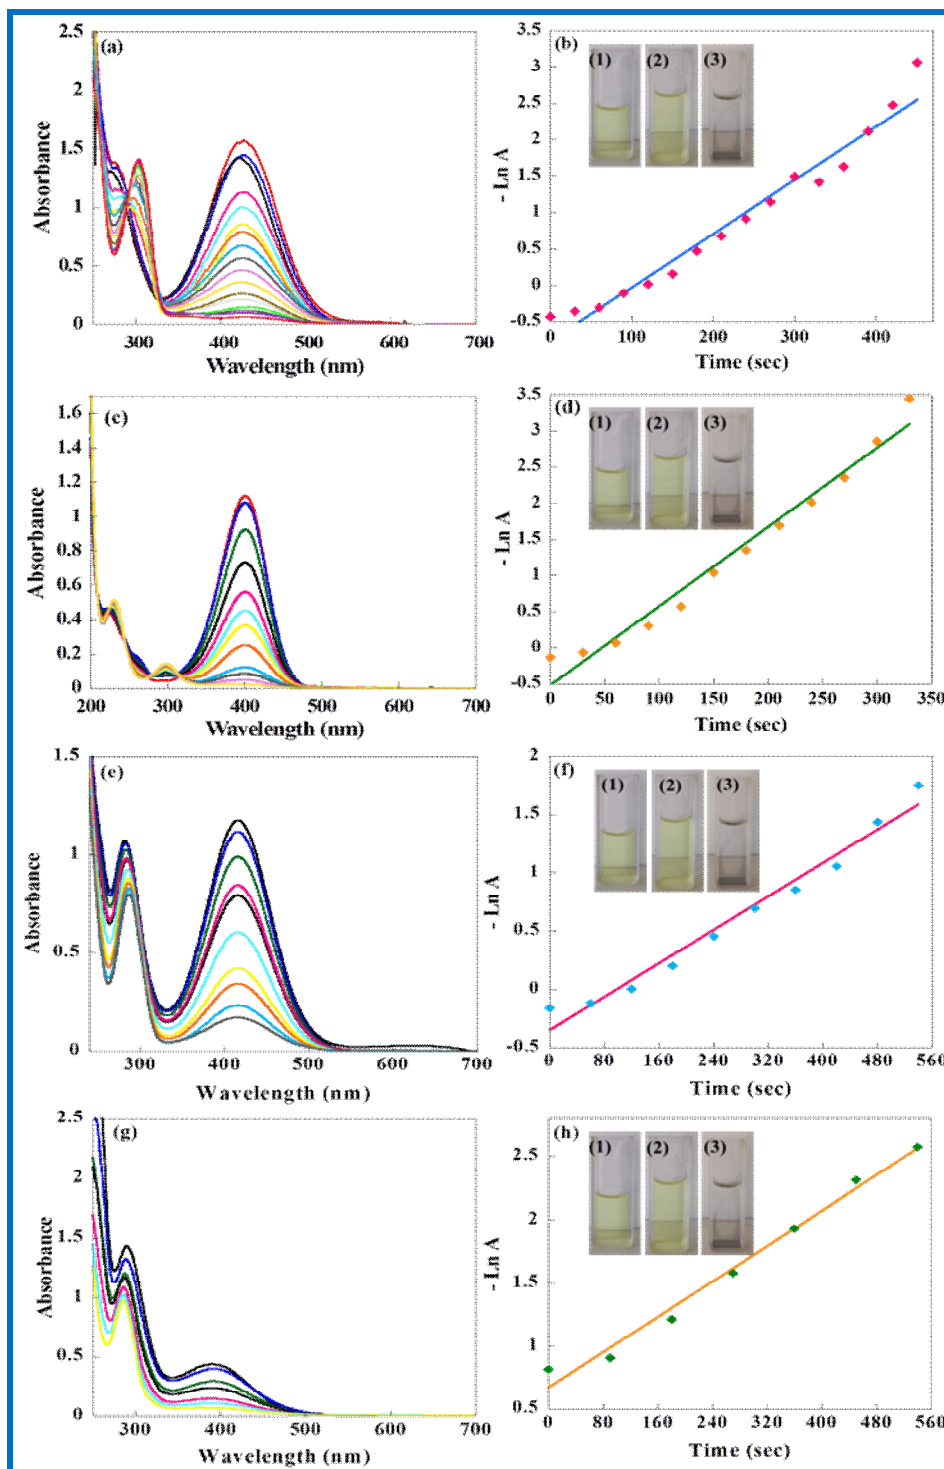 (a)
2.5
2
1.5
1
0.5
0
Absorbance
300 400 500 600 700
Wavelength (nm)
(b)
(1) (2) (3)
3.5
3
2.5
2
1.5
1
0.5
0
-0.5
- Ln A
0 100 200 300 400
Time (sec)
(c)
1.6
1.4
1.2
1
0.8
0.6
0.4
0.2
0
Absorbance
200 300 400 500 600 700
Wavelength (nm)
(d)
(1) (2) (3)
3.5
3
2.5
2
1.5
1
0.5
0
-0.5
- Ln A
0 50 100 150 200 250 300 350
Time (sec)
(e)
1.5
1
0.5
0
Absorbance
300 400 500 600 700
Wavelength (nm)
(f)
(1) (2) (3)
2
1.5
1
0.5
0
-0.5
- Ln A
0 80 160 240 320 400 480 560
Time (sec)
(g)
2.5
2
1.5
1
0.5
0
Absorbance
300 400 500 600 700
Wavelength (nm)
(h)
(1) (2) (3)
2.5
2
1.5
1
0.5
- Ln A
0 80 160 240 320 400 480 560
Time (sec)